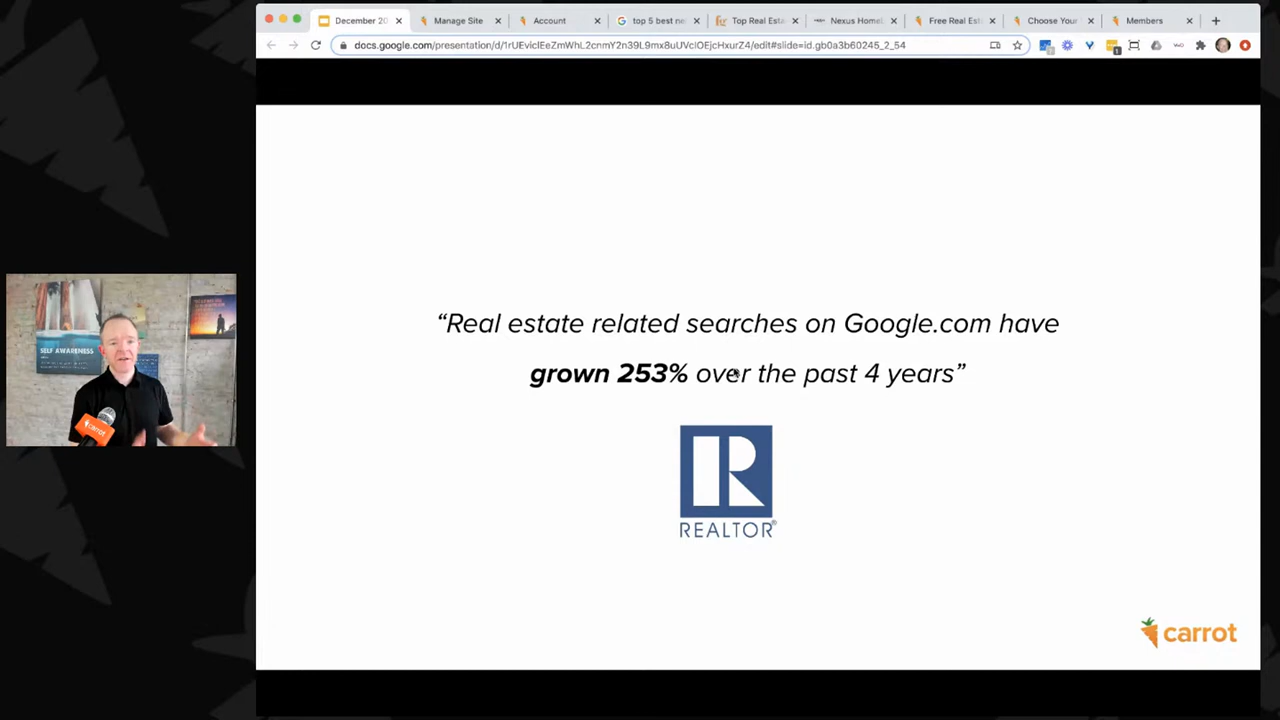 December 20
Manage Site
Account
top 5 best ne
Top Real Esta
Nexus Home
Free Real Est
Choose Your
Members
docs.google.com/presentation/d/1rUEvicIEeZmWhL2cnmY2n39L9mx8uUVcIOEjcHxurZ4/edit#slide=id.gb0a3b60245_2_54
“Real estate related searches on Google.com have
grown 253% over the past 4 years”
R
REALTOR®
carrot
SELF AWARENESS
CARROT